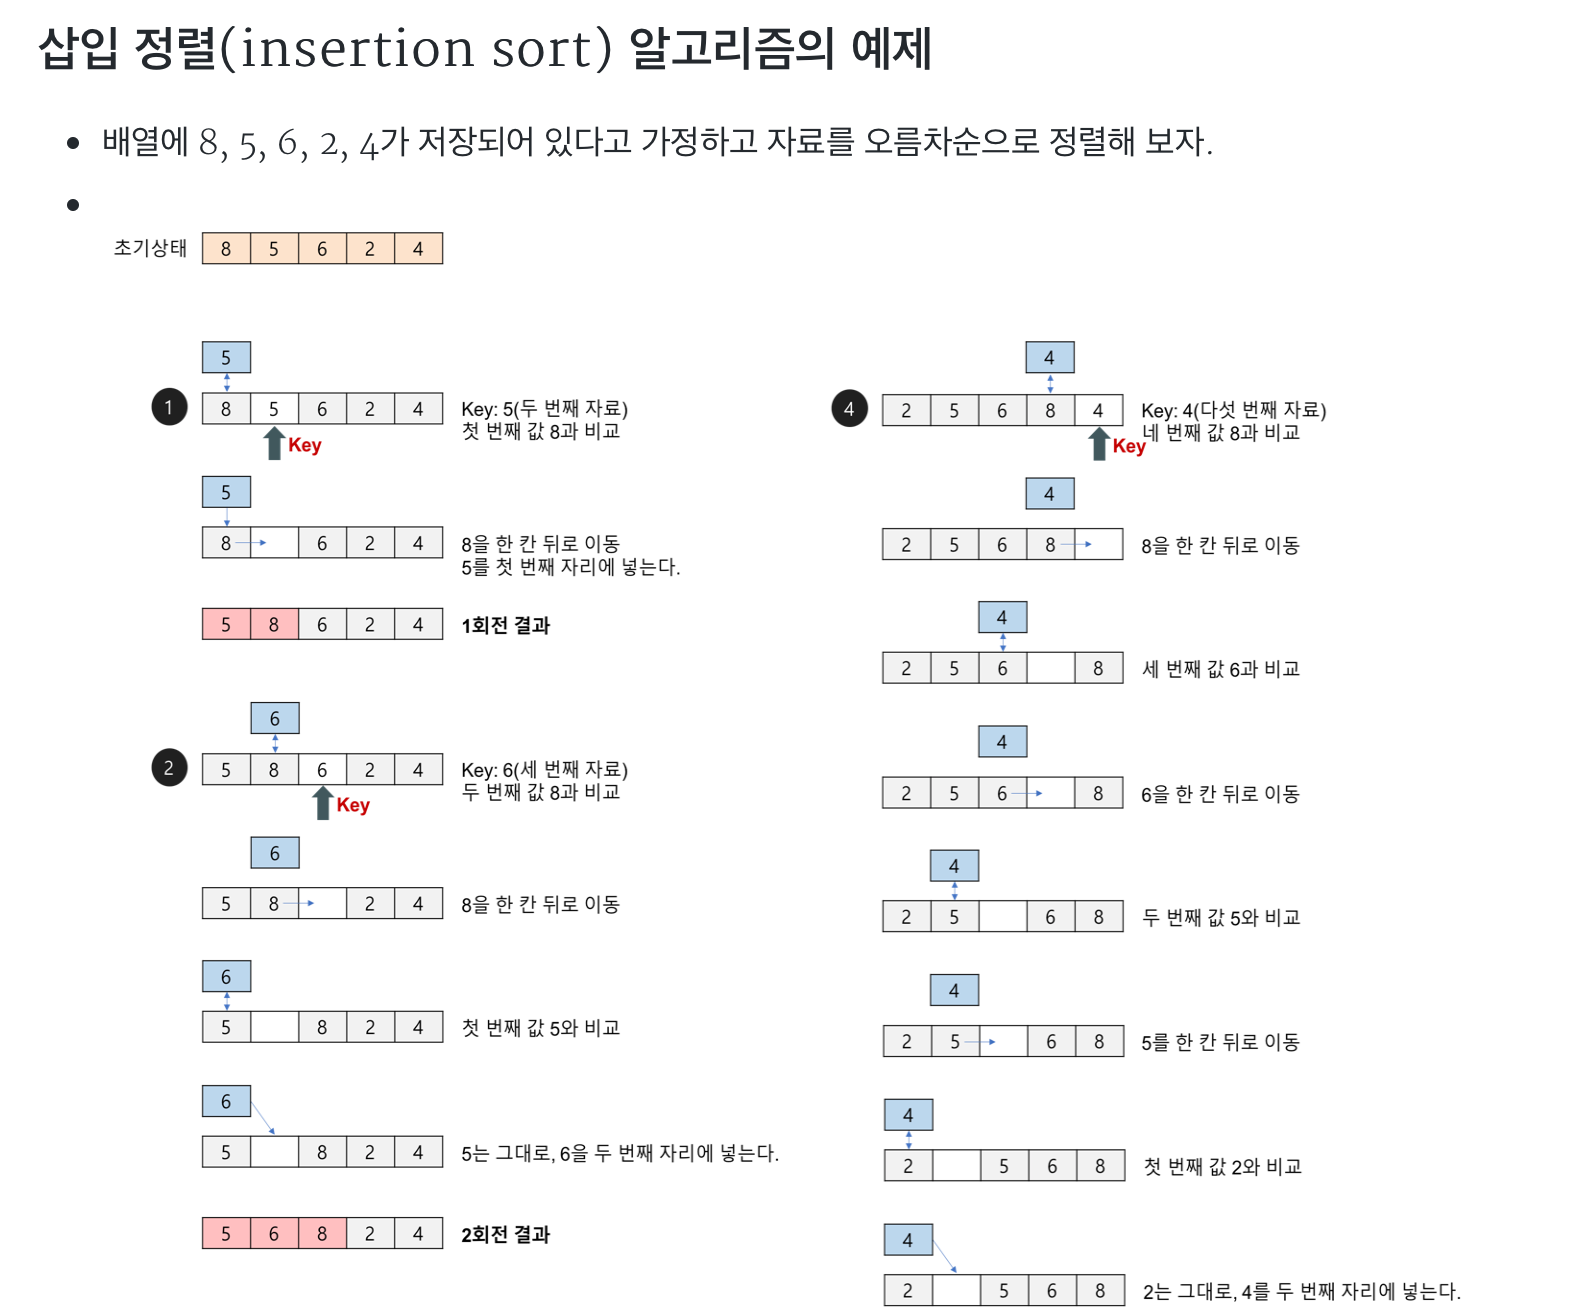 삽입 정렬(insertion sort) 알고리즘의 예제
배열에 8, 5, 6, 2, 4가 저장되어 있다고 가정하고 자료를 오름차순으로 정렬해 보자.
초기상태 8 5 6 2 4
5
1 8 5 6 2 4 Key: 5(두 번째 자료)
첫 번째 값 8과 비교
Key
5
8 6 2 4 8을 한 칸 뒤로 이동
5를 첫 번째 자리에 넣는다.
5 8 6 2 4 1회전 결과
6
2 5 8 6 2 4 Key: 6(세 번째 자료)
두 번째 값 8과 비교
Key
6
5 8 2 4 8을 한 칸 뒤로 이동
6
5 8 2 4 첫 번째 값 5와 비교
6
5 8 2 4 5는 그대로, 6을 두 번째 자리에 넣는다.
5 6 8 2 4 2회전 결과
4
4 2 5 6 8 4 Key: 4(다섯 번째 자료)
네 번째 값 8과 비교
Key
4
2 5 6 8 8을 한 칸 뒤로 이동
4
2 5 6 8 세 번째 값 6과 비교
4
2 5 6 8 6을 한 칸 뒤로 이동
4
2 5 6 8 두 번째 값 5와 비교
4
2 5 6 8 5를 한 칸 뒤로 이동
4
2 5 6 8 첫 번째 값 2와 비교
4
2 5 6 8 2는 그대로, 4를 두 번째 자리에 넣는다.